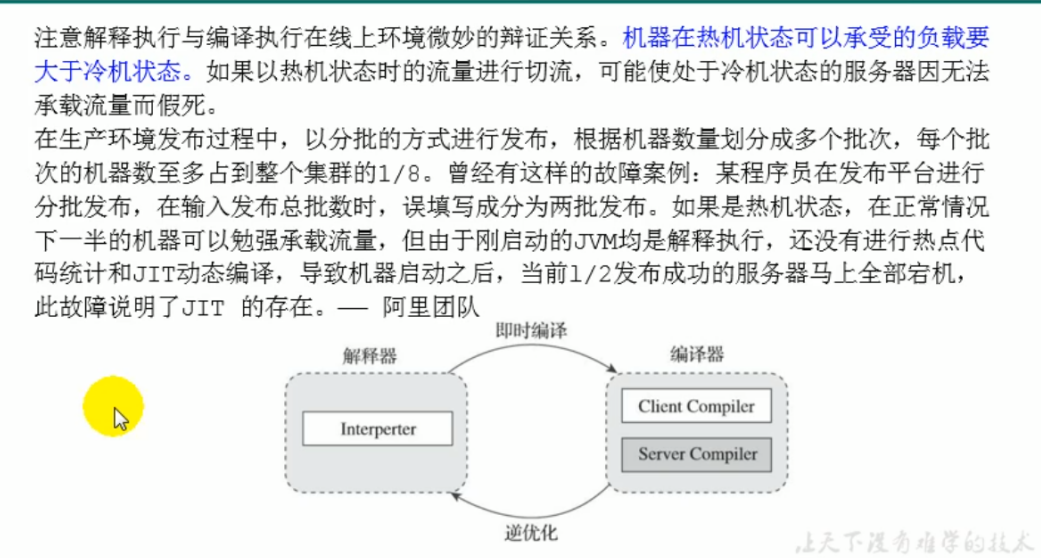 注意解释执行与编译执行在线上环境微妙的辩证关系。机器在热机状态可以承受的负载要
大于冷机状态。如果以热机状态时的流量进行切流，可能使处于冷机状态的服务器因无法
承载流量而假死。
在生产环境发布过程中，以分批的方式进行发布，根据机器数量划分成多个批次，每个批
次的机器数至多占到整个集群的1/8。曾经有这样的故障案例：某程序员在发布平台进行
分批发布，在输入发布总批数时，误填写成分为两批发布。如果是热机状态，在正常情况
下一半的机器可以勉强承载流量，但由于刚启动的JVM均是解释执行，还没有进行热点代
码统计和JIT动态编译，导致机器启动之后，当前1/2发布成功的服务器马上全部宕机，
此故障说明了JIT 的存在。—— 阿里团队
即时编译
解释器
编译器
Interperter
Client Compiler
Server Compiler
逆优化
让天下没有难学的技术